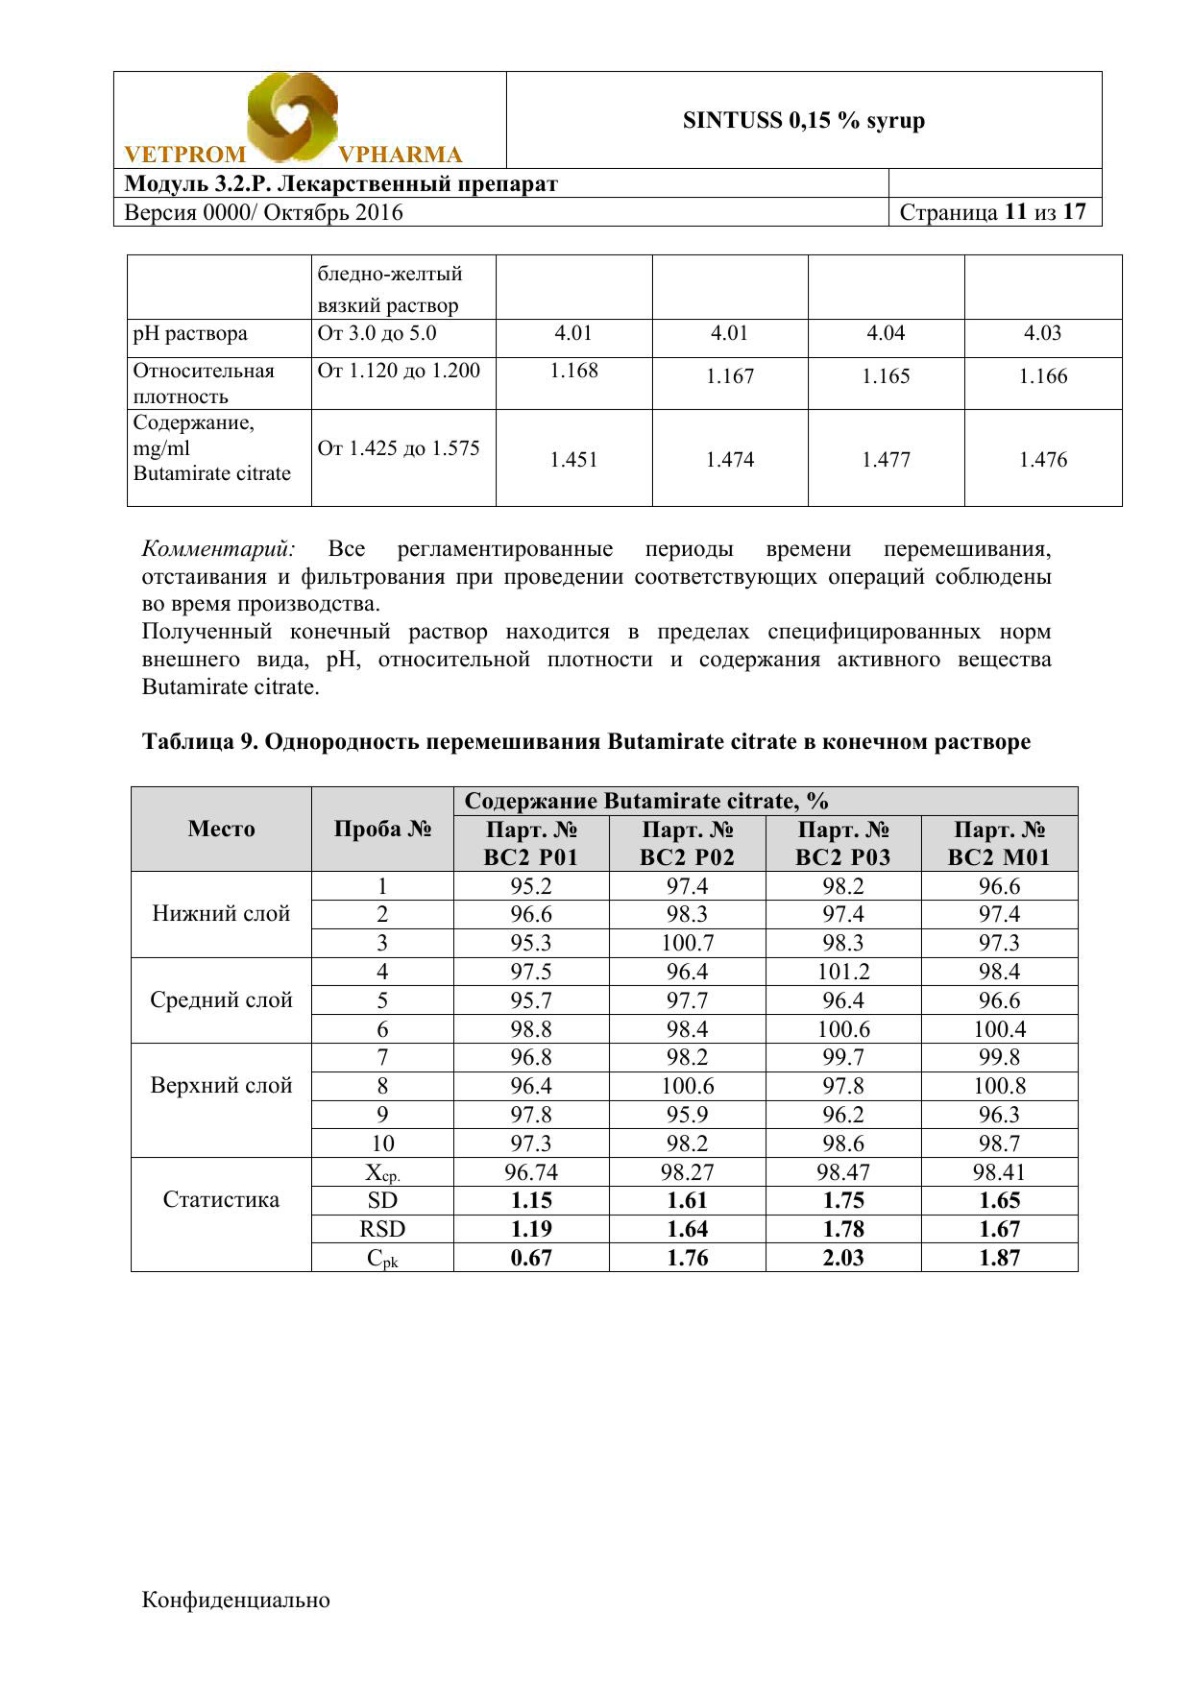 VETPROM VPHARMA
SINTUSS 0,15 % syrup
Модуль 3.2.Р. Лекарственный препарат
Версия 0000/ Октябрь 2016
Страница 11 из 17
бледно-желтый
вязкий раствор
pH раствора От 3.0 до 5.0 4.01 4.01 4.04 4.03
Относительная От 1.120 до 1.200 1.168 1.167 1.165 1.166
плотность
Содержание,
mg/ml От 1.425 до 1.575 1.451 1.474 1.477 1.476
Butamirate citrate
Комментарий: Все регламентированные периоды времени перемешивания,
отстаивания и фильтрования при проведении соответствующих операций соблюдены
во время производства.
Полученный конечный раствор находится в пределах специфицированных норм
внешнего вида, pH, относительной плотности и содержания активного вещества
Butamirate citrate.
Таблица 9. Однородность перемешивания Butamirate citrate в конечном растворе
Содержание Butamirate citrate, %
Место Проба № Парт. № Парт. № Парт. № Парт. №
BC2 P01 BC2 P02 BC2 P03 BC2 M01
1 95.2 97.4 98.2 96.6
Нижний слой 2 96.6 98.3 97.4 97.4
3 95.3 100.7 98.3 97.3
4 97.5 96.4 101.2 98.4
Средний слой 5 95.7 97.7 96.4 96.6
6 98.8 98.4 100.6 100.4
7 96.8 98.2 99.7 99.8
Верхний слой 8 96.4 100.6 97.8 100.8
9 97.8 95.9 96.2 96.3
10 97.3 98.2 98.6 98.7
Xср. 96.74 98.27 98.47 98.41
Статистика SD 1.15 1.61 1.75 1.65
RSD 1.19 1.64 1.78 1.67
Cpk 0.67 1.76 2.03 1.87
Конфиденциально